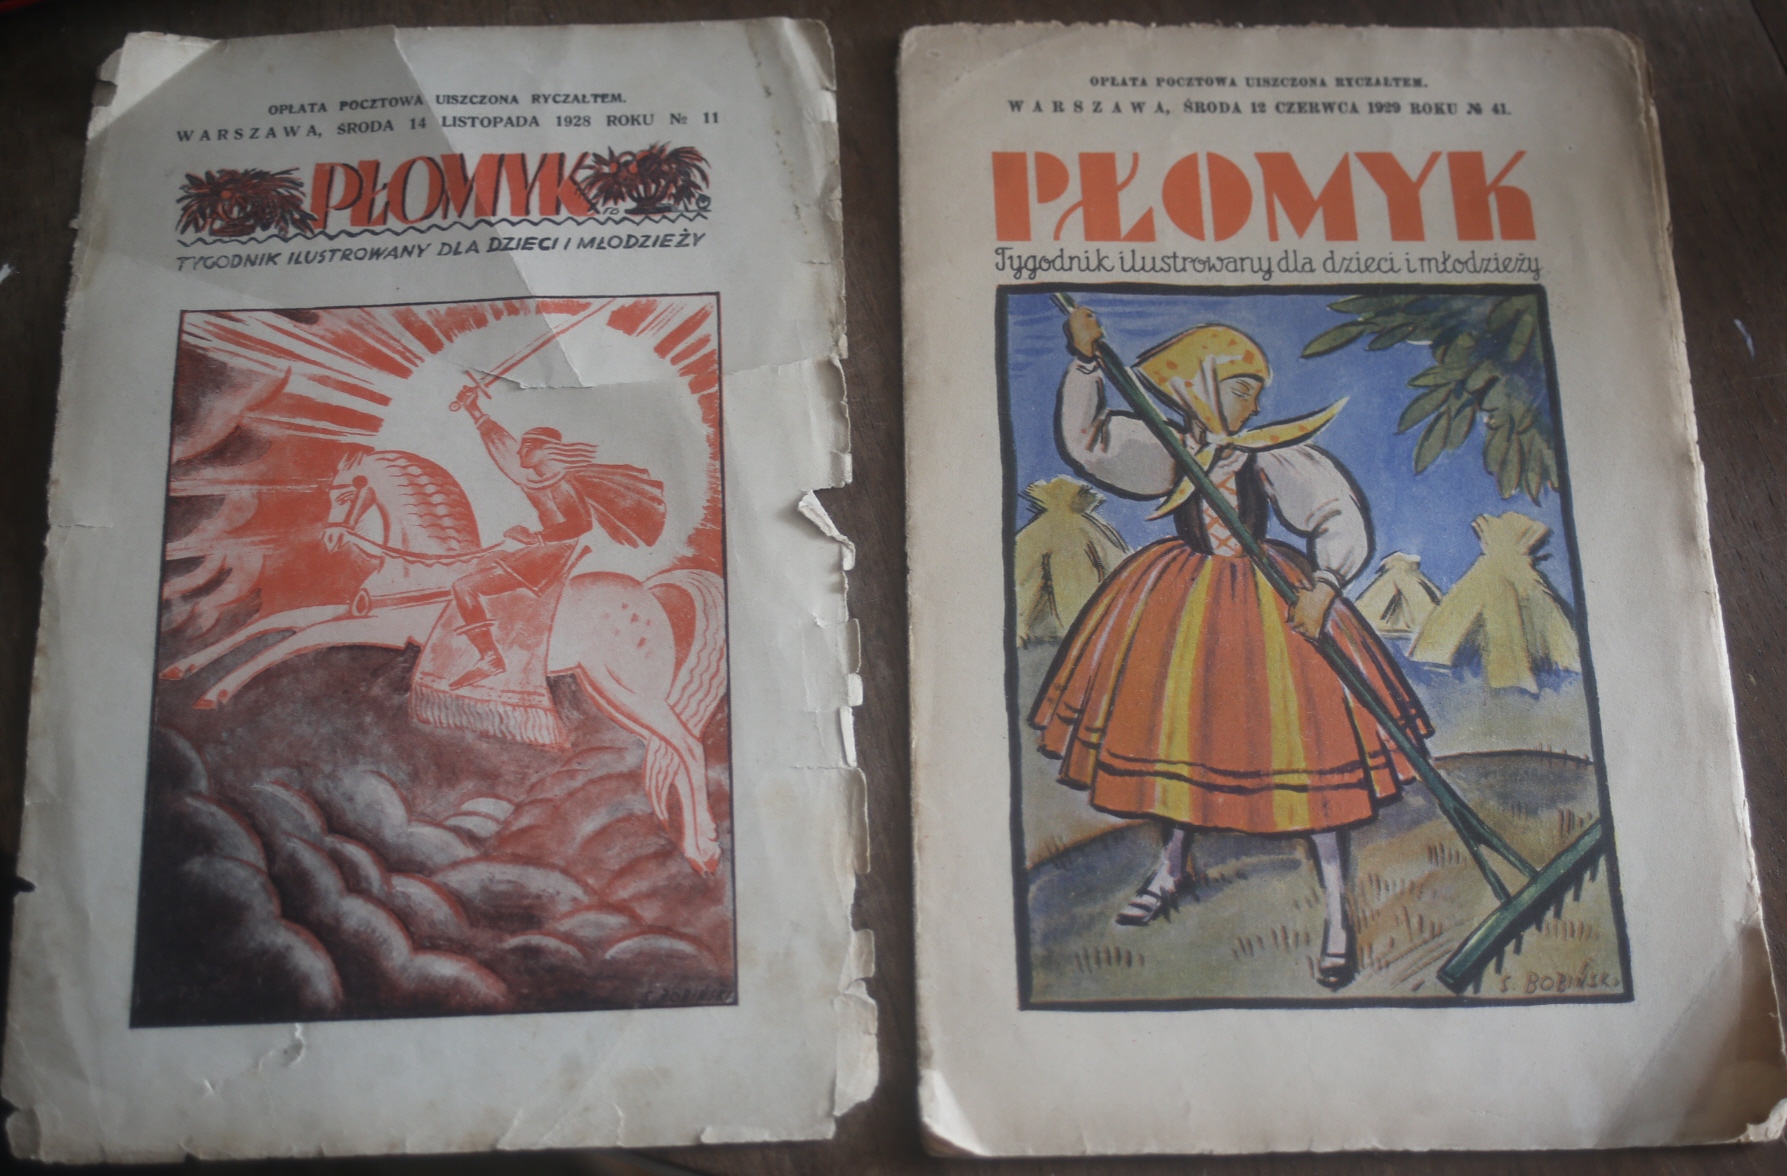 OPŁATA POCZTOWA UISZCZONA RYCZAŁTEM.
WARSZAWA, ŚRODA 14 LISTOPADA 1928 ROKU № 11
PŁOMYK
TYGODNIK ILUSTROWANY DLA DZIECI I MŁODZIEŻY
OPŁATA POCZTOWA UISZCZONA RYCZAŁTEM.
WARSZAWA, ŚRODA 12 CZERWCA 1929 ROKU № 41.
PŁOMYK
Tygodnik ilustrowany dla dzieci i młodzieży
S. BOBIŃSKI